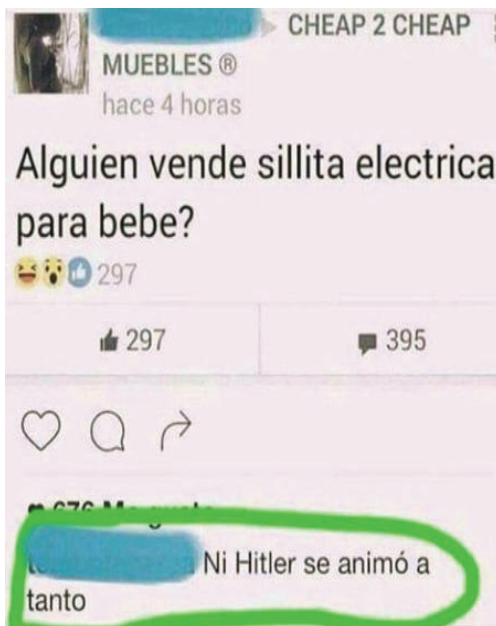 CHEAP 2 CHEAP
MUEBLES ®
hace 4 horas
Alguien vende sillita electrica
para bebe?
297
297 395
Ni Hitler se animó a
tanto